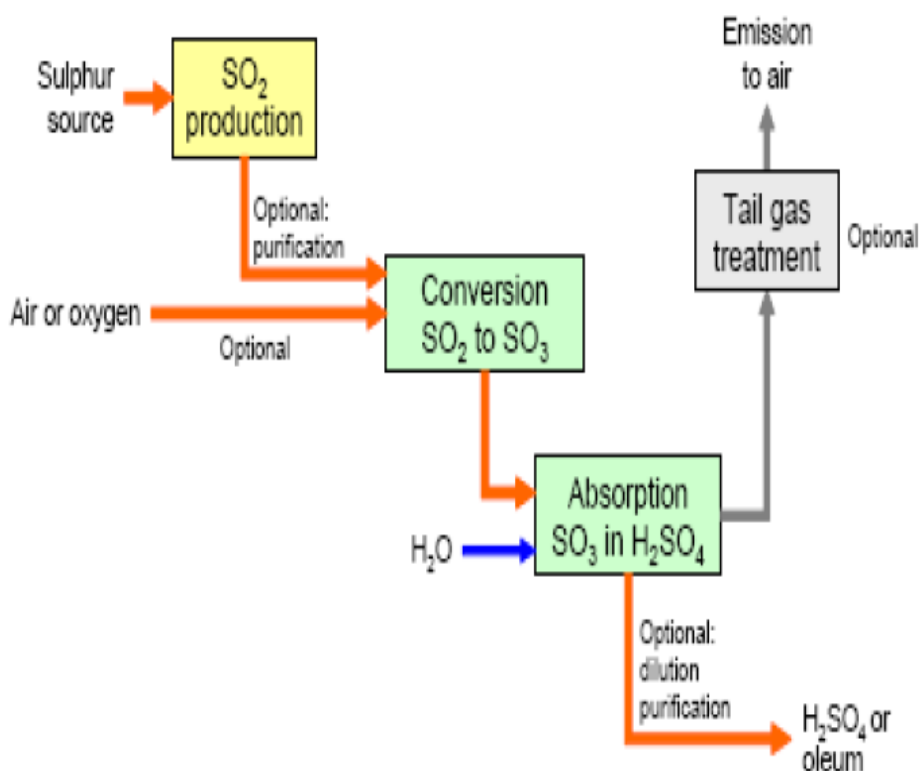 Sulphur
source
SO₂
production
Emission
to air
Optional:
purification
Tail gas
treatment
Optional
Air or oxygen
Optional
Conversion
SO₂ to SO₃
H₂O
Absorption
SO₃ in H₂SO₄
Optional:
dilution
purification
H₂SO₄ or
oleum